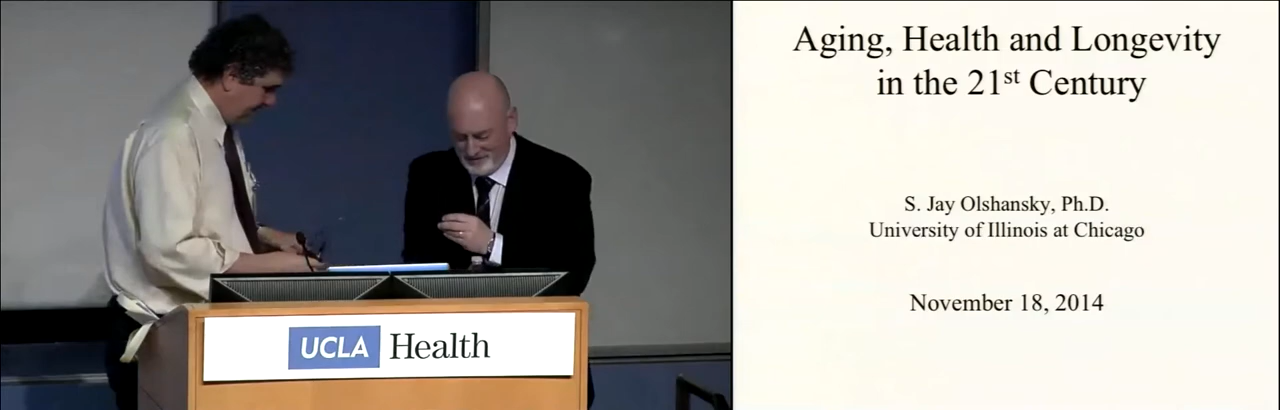 UCLA Health
Aging, Health and Longevity
in the 21st Century
S. Jay Olshansky, Ph.D.
University of Illinois at Chicago
November 18, 2014